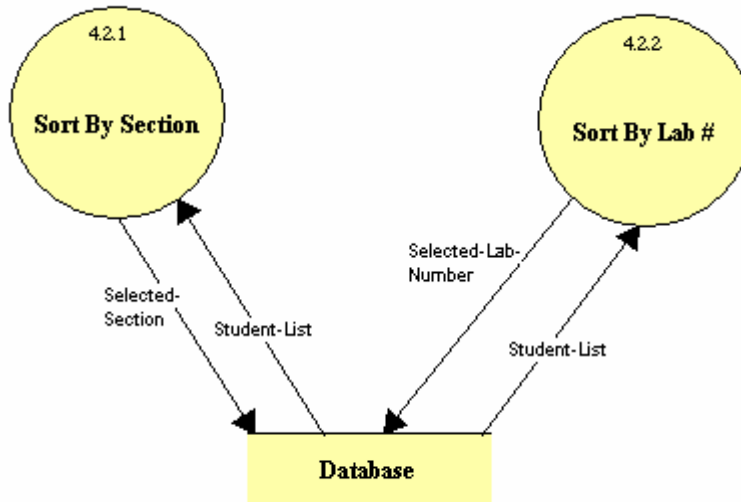 4.2.1
Sort By Section
4.2.2
Sort By Lab #
Selected-
Section
Student-List
Selected-Lab-
Number
Student-List
Database